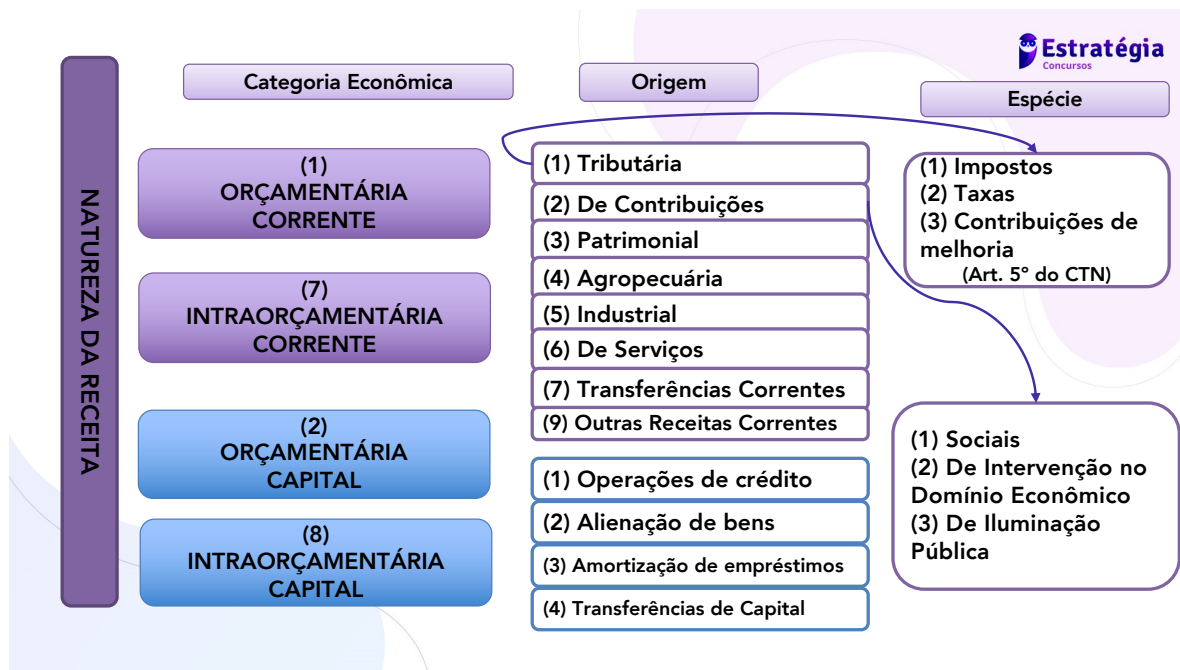 Estratégia
Concursos
Categoria Econômica
Origem
Espécie
NATUREZA DA RECEITA
(1)
ORÇAMENTÁRIA
CORRENTE
(7)
INTRAORÇAMENTÁRIA
CORRENTE
(2)
ORÇAMENTÁRIA
CAPITAL
(8)
INTRAORÇAMENTÁRIA
CAPITAL
(1) Tributária
(2) De Contribuições
(3) Patrimonial
(4) Agropecuária
(5) Industrial
(6) De Serviços
(7) Transferências Correntes
(9) Outras Receitas Correntes
(1) Operações de crédito
(2) Alienação de bens
(3) Amortização de empréstimos
(4) Transferências de Capital
(1) Impostos
(2) Taxas
(3) Contribuições de
melhoria
(Art. 5º do CTN)
(1) Sociais
(2) De Intervenção no
Domínio Econômico
(3) De Iluminação
Pública